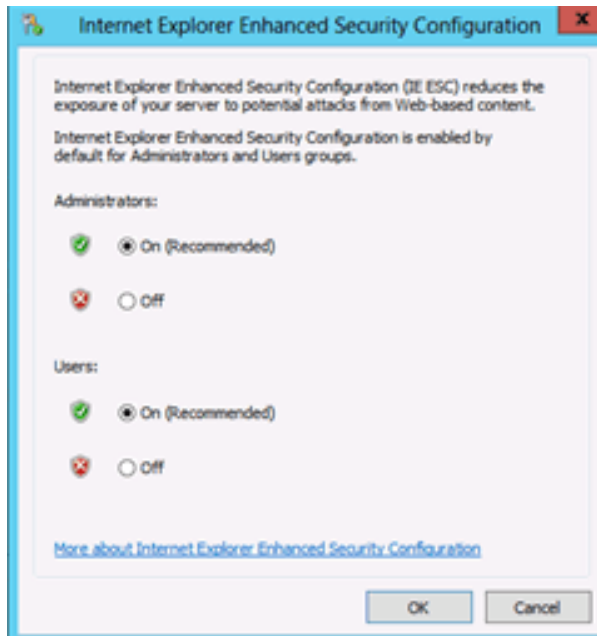 Internet Explorer Enhanced Security Configuration
Internet Explorer Enhanced Security Configuration (IE ESC) reduces the
exposure of your server to potential attacks from Web-based content.
Internet Explorer Enhanced Security Configuration is enabled by
default for Administrators and Users groups.
Administrators:
On (Recommended)
Off
Users:
On (Recommended)
Off
More about Internet Explorer Enhanced Security Configuration
OK Cancel